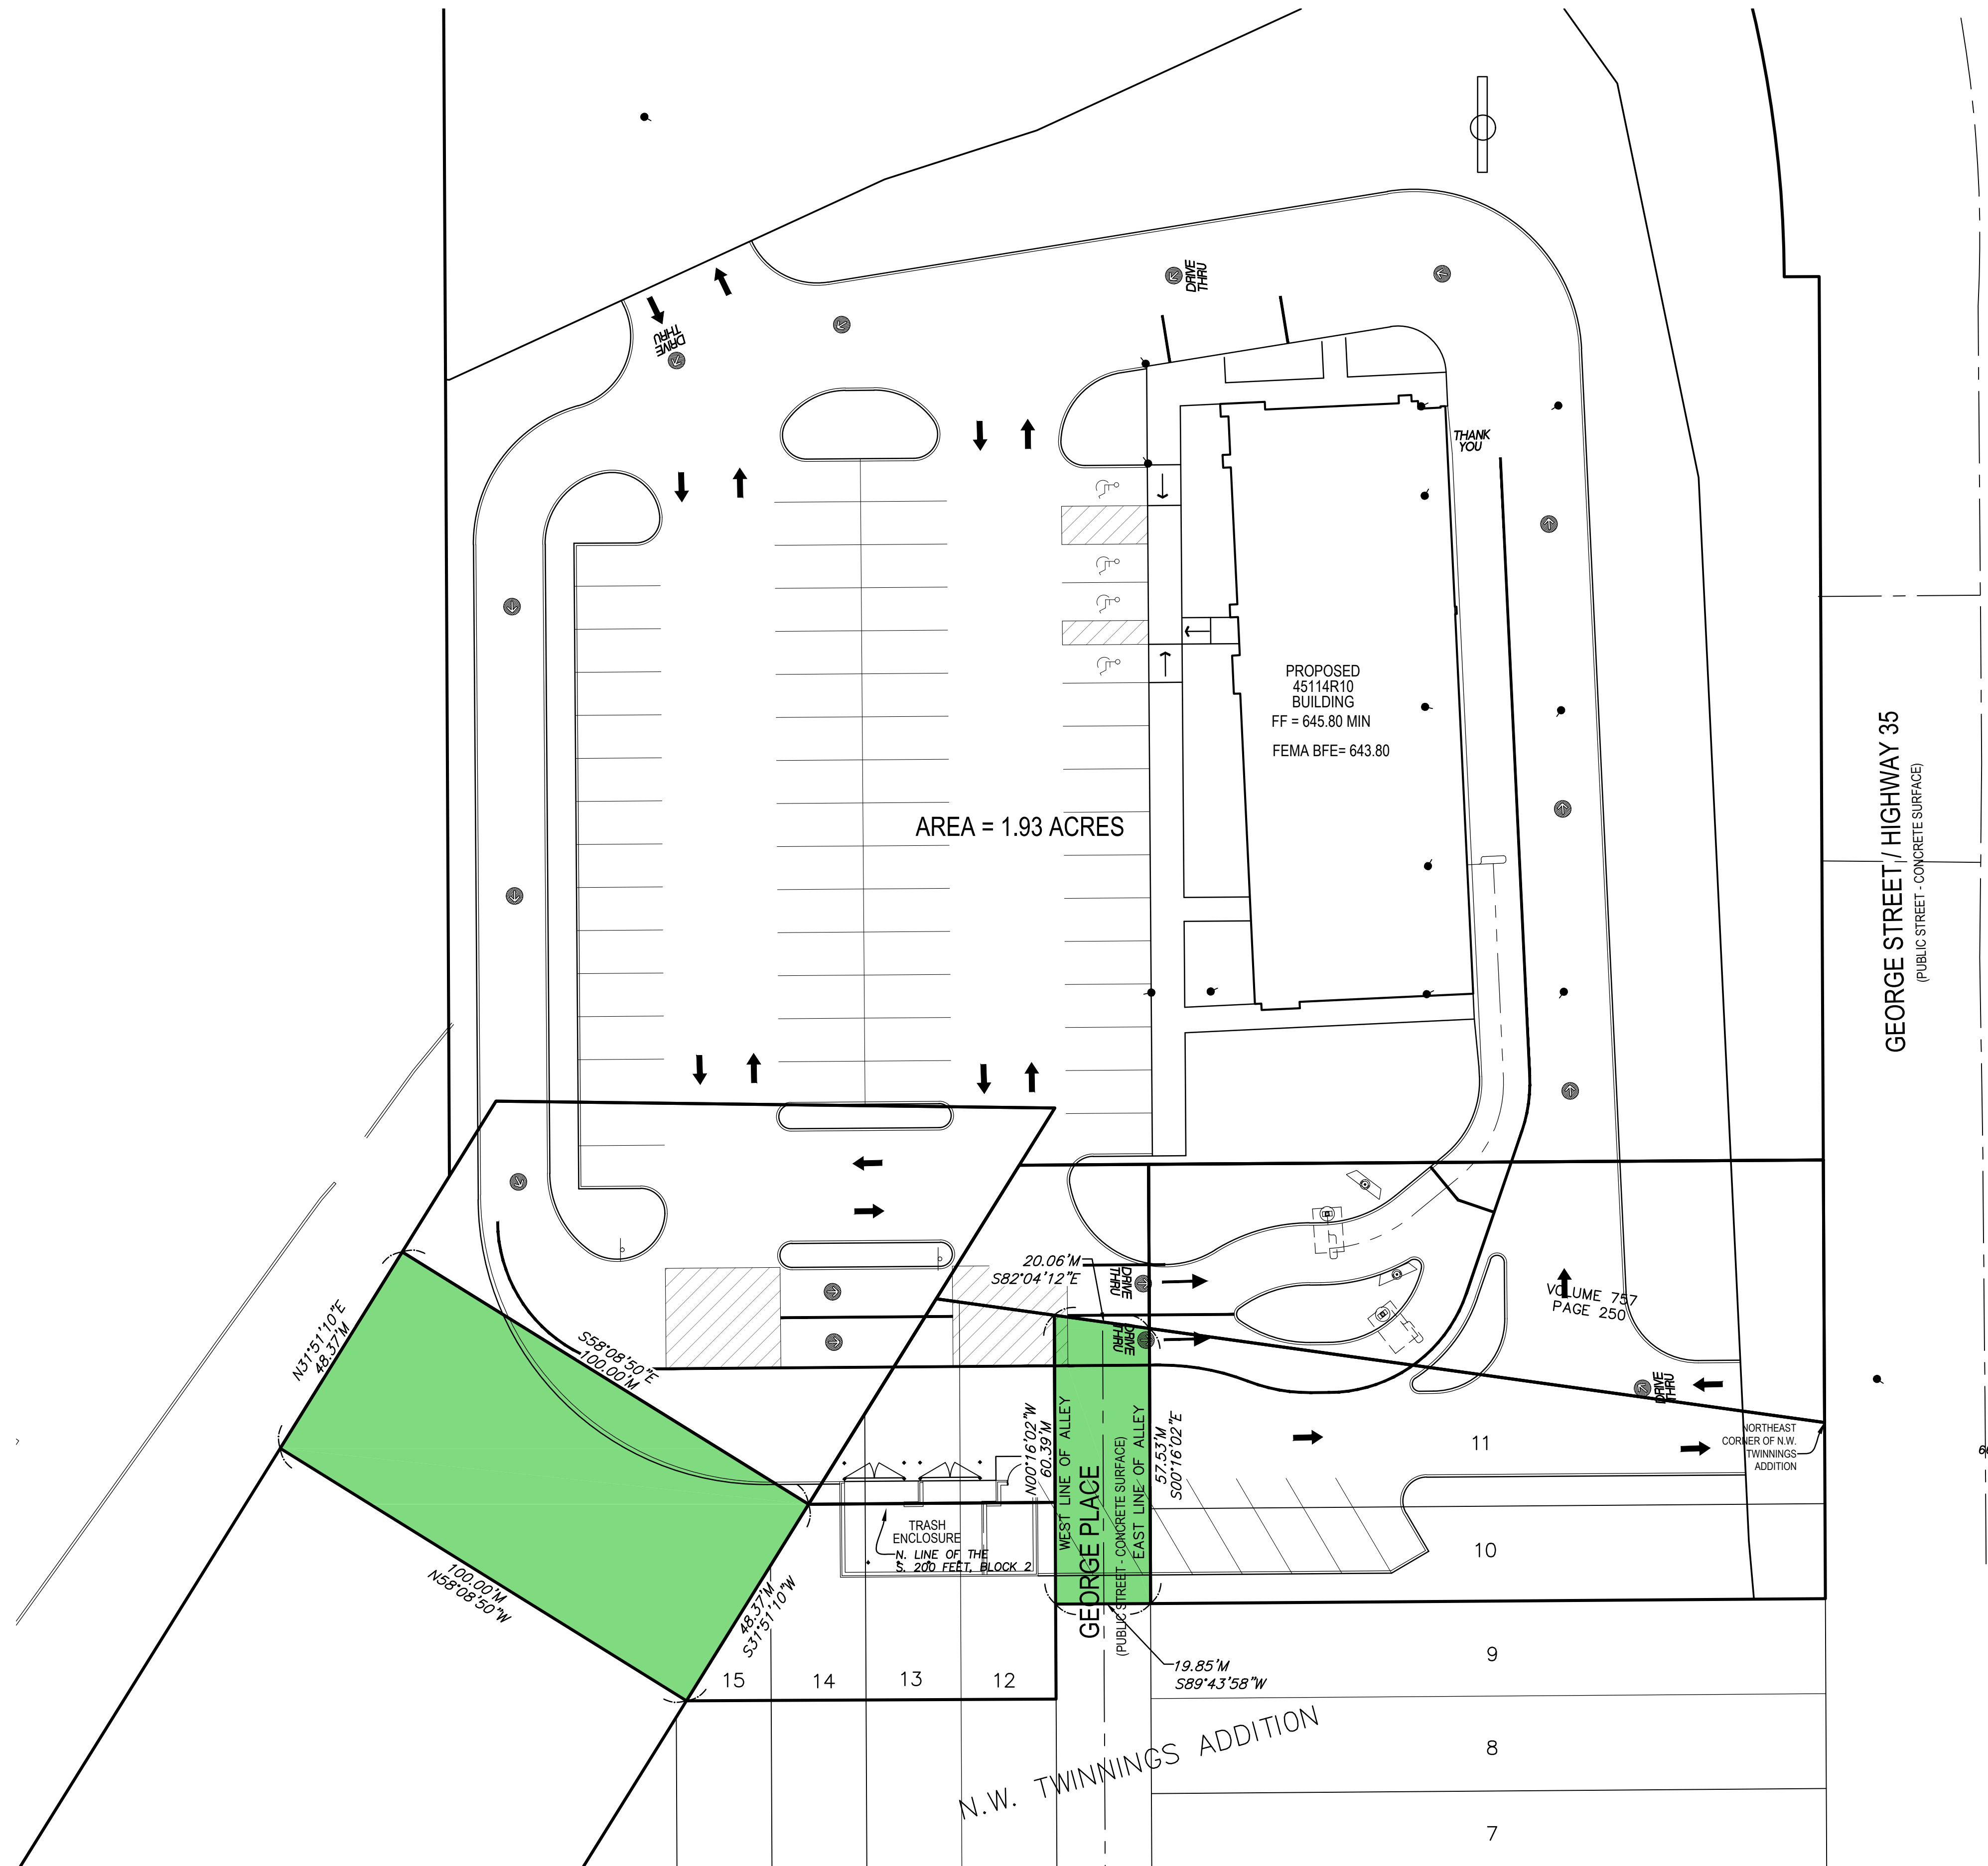 DRIVE
THRU
DRIVE
THRU
THANK
YOU
PROPOSED
45114R10
BUILDING
FF = 645.80 MIN
FEMA BFE= 643.80
AREA = 1.93 ACRES
GEORGE STREET / HIGHWAY 35
(PUBLIC STREET - CONCRETE SURFACE)
20.06'M
S82°04'12"E
DRIVE
THRU
DRIVE
THRU
VOLUME 757
PAGE 250
DRIVE
THRU
N31°51'10"E
48.37'M
S58°08'50"E
100.00'M
N00°16'02"W
60.39'M
WEST LINE OF ALLEY
GEORGE PLACE
(PUBLIC STREET - CONCRETE SURFACE)
EAST LINE OF ALLEY
57.53'M
S00°16'02"E
11
NORTHEAST
CORNER OF N.W.
TWINNINGS
ADDITION
TRASH
ENCLOSURE
N. LINE OF THE
S. 200 FEET, BLOCK 2
10
100.00'M
N58°08'50"W
48.37'M
S31°51'10"W
15
14
13
12
19.85'M
S89°43'58"W
9
N.W. TWINNINGS ADDITION
8
7